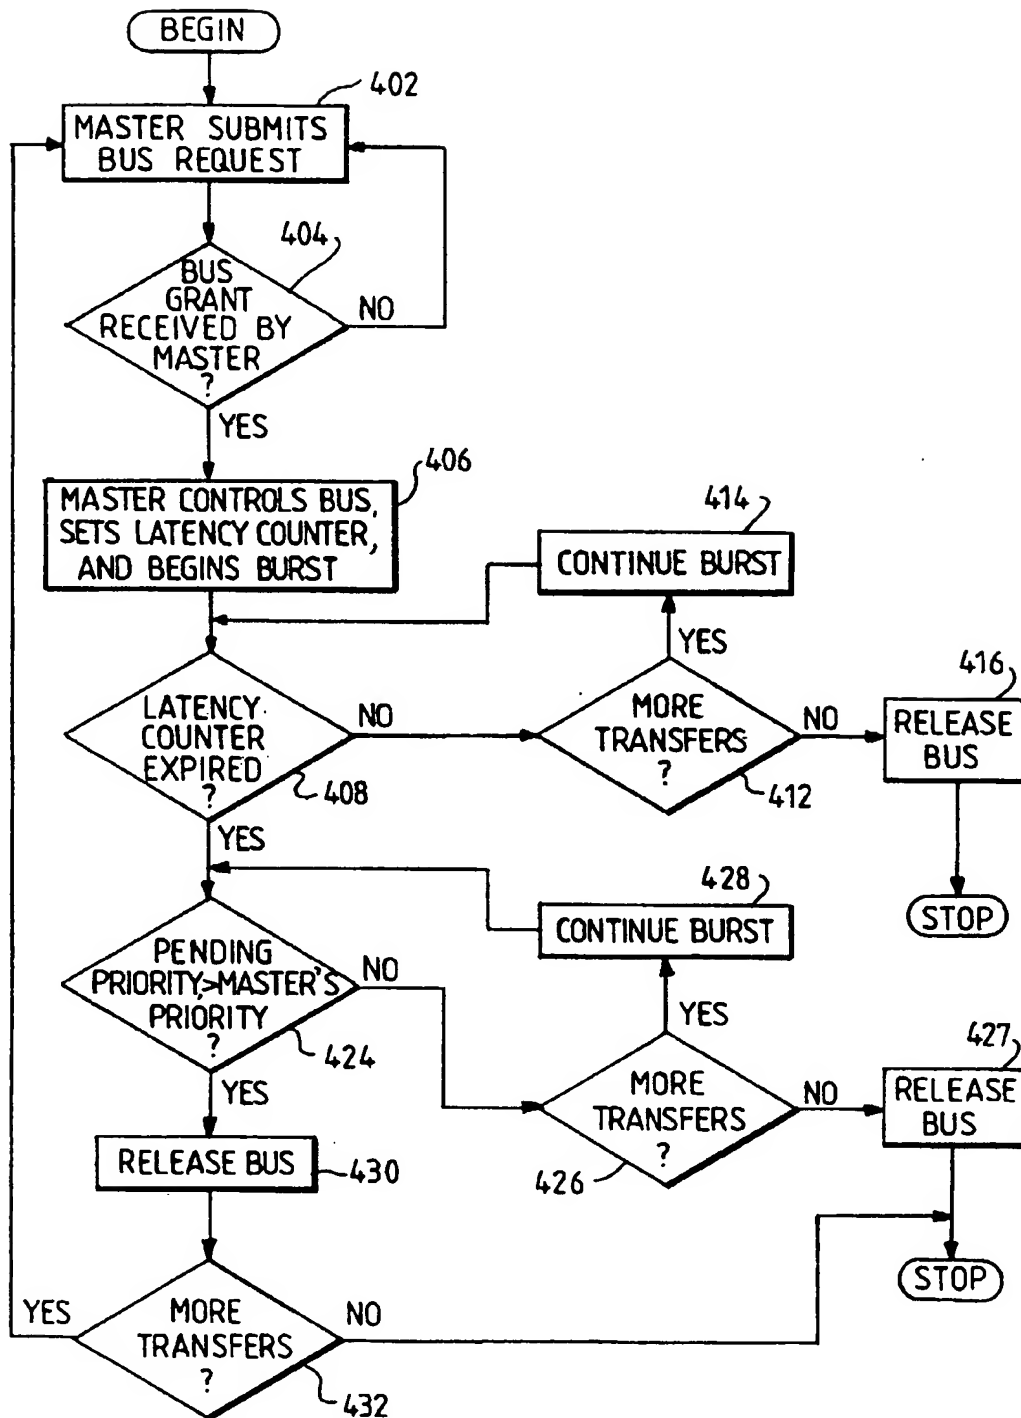 BEGIN
402
MASTER SUBMITS
BUS REQUEST
404
BUS
GRANT
RECEIVED BY
MASTER
?
NO
YES
406
MASTER CONTROLS BUS,
SETS LATENCY COUNTER,
AND BEGINS BURST
414
CONTINUE BURST
YES
LATENCY
COUNTER
EXPIRED
?
408
NO
MORE
TRANSFERS
?
412
NO
416
RELEASE
BUS
STOP
YES
428
CONTINUE BURST
YES
PENDING
PRIORITY>MASTER'S
PRIORITY
?
424
NO
MORE
TRANSFERS
?
426
NO
427
RELEASE
BUS
STOP
YES
RELEASE BUS
430
YES
MORE
TRANSFERS
?
432
NO